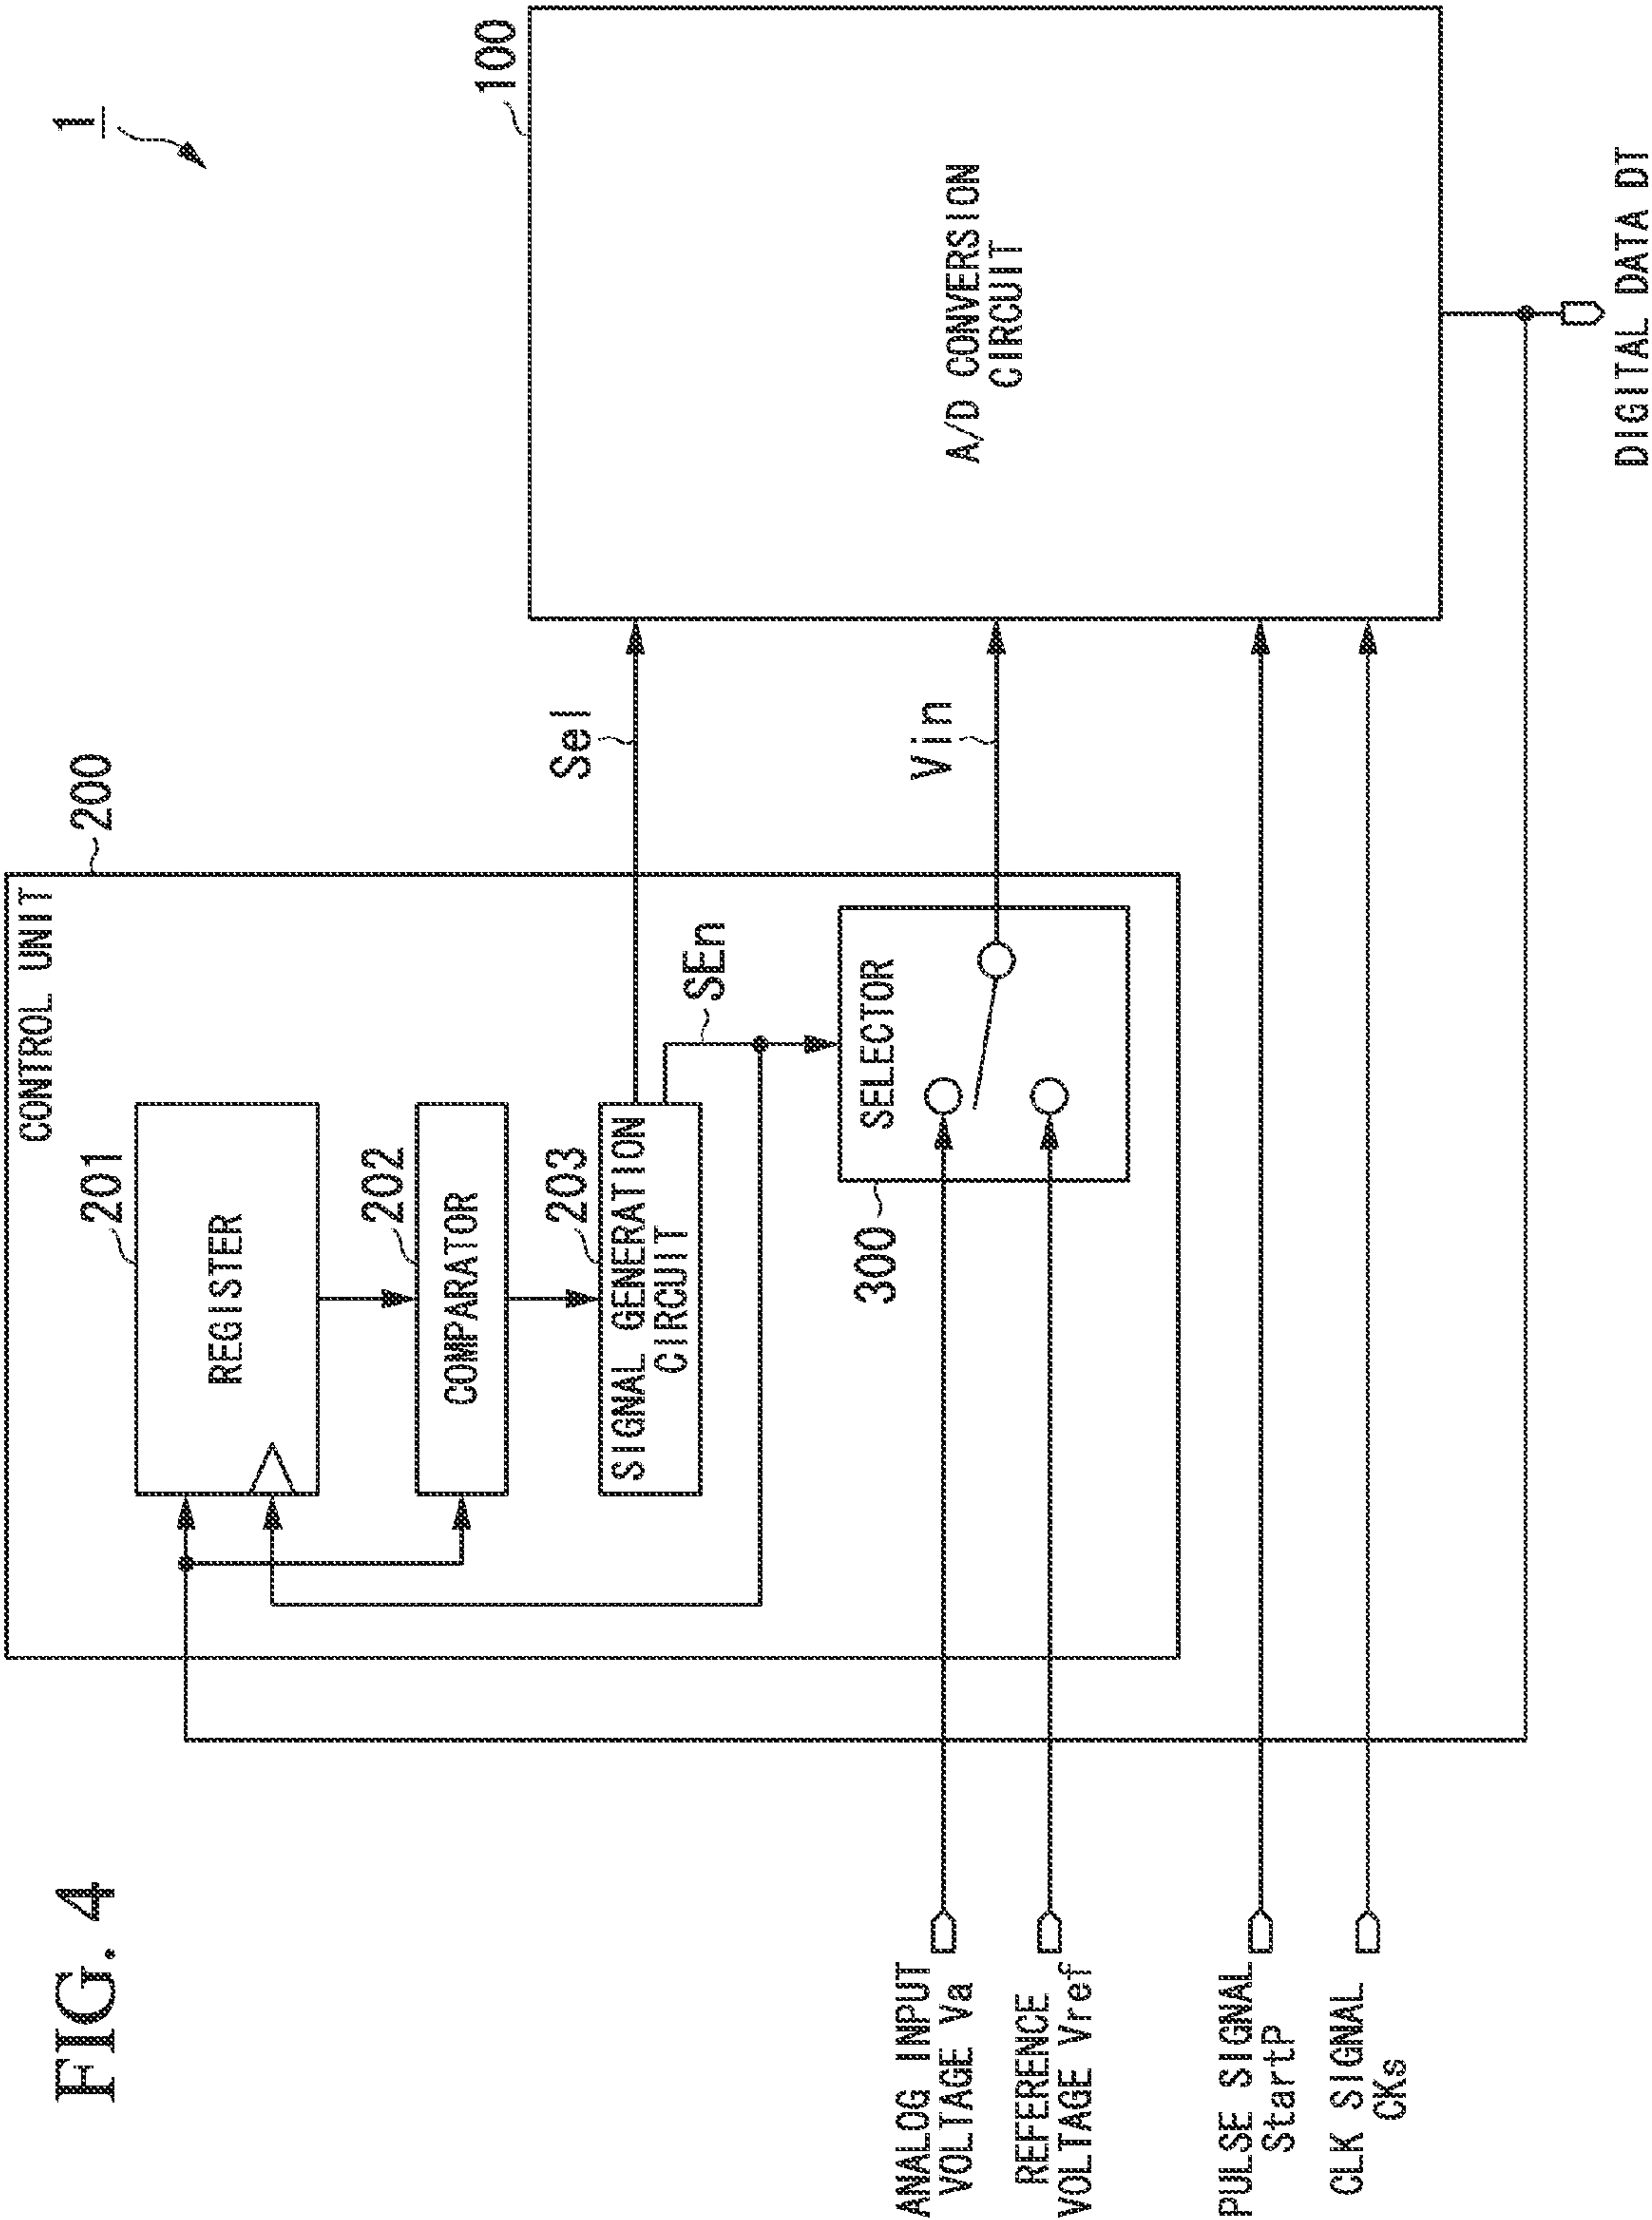 FIG. 4
1
CONTROL UNIT
200
201
REGISTER
202
COMPARATOR
203
SIGNAL GENERATION
CIRCUIT
Sel
SEn
SELECTOR
300
Vin
100
A/D CONVERSION
CIRCUIT
ANALOG INPUT
VOLTAGE Va
REFERENCE
VOLTAGE Vref
PULSE SIGNAL
StartP
CLK SIGNAL
CKs
DIGITAL DATA DT